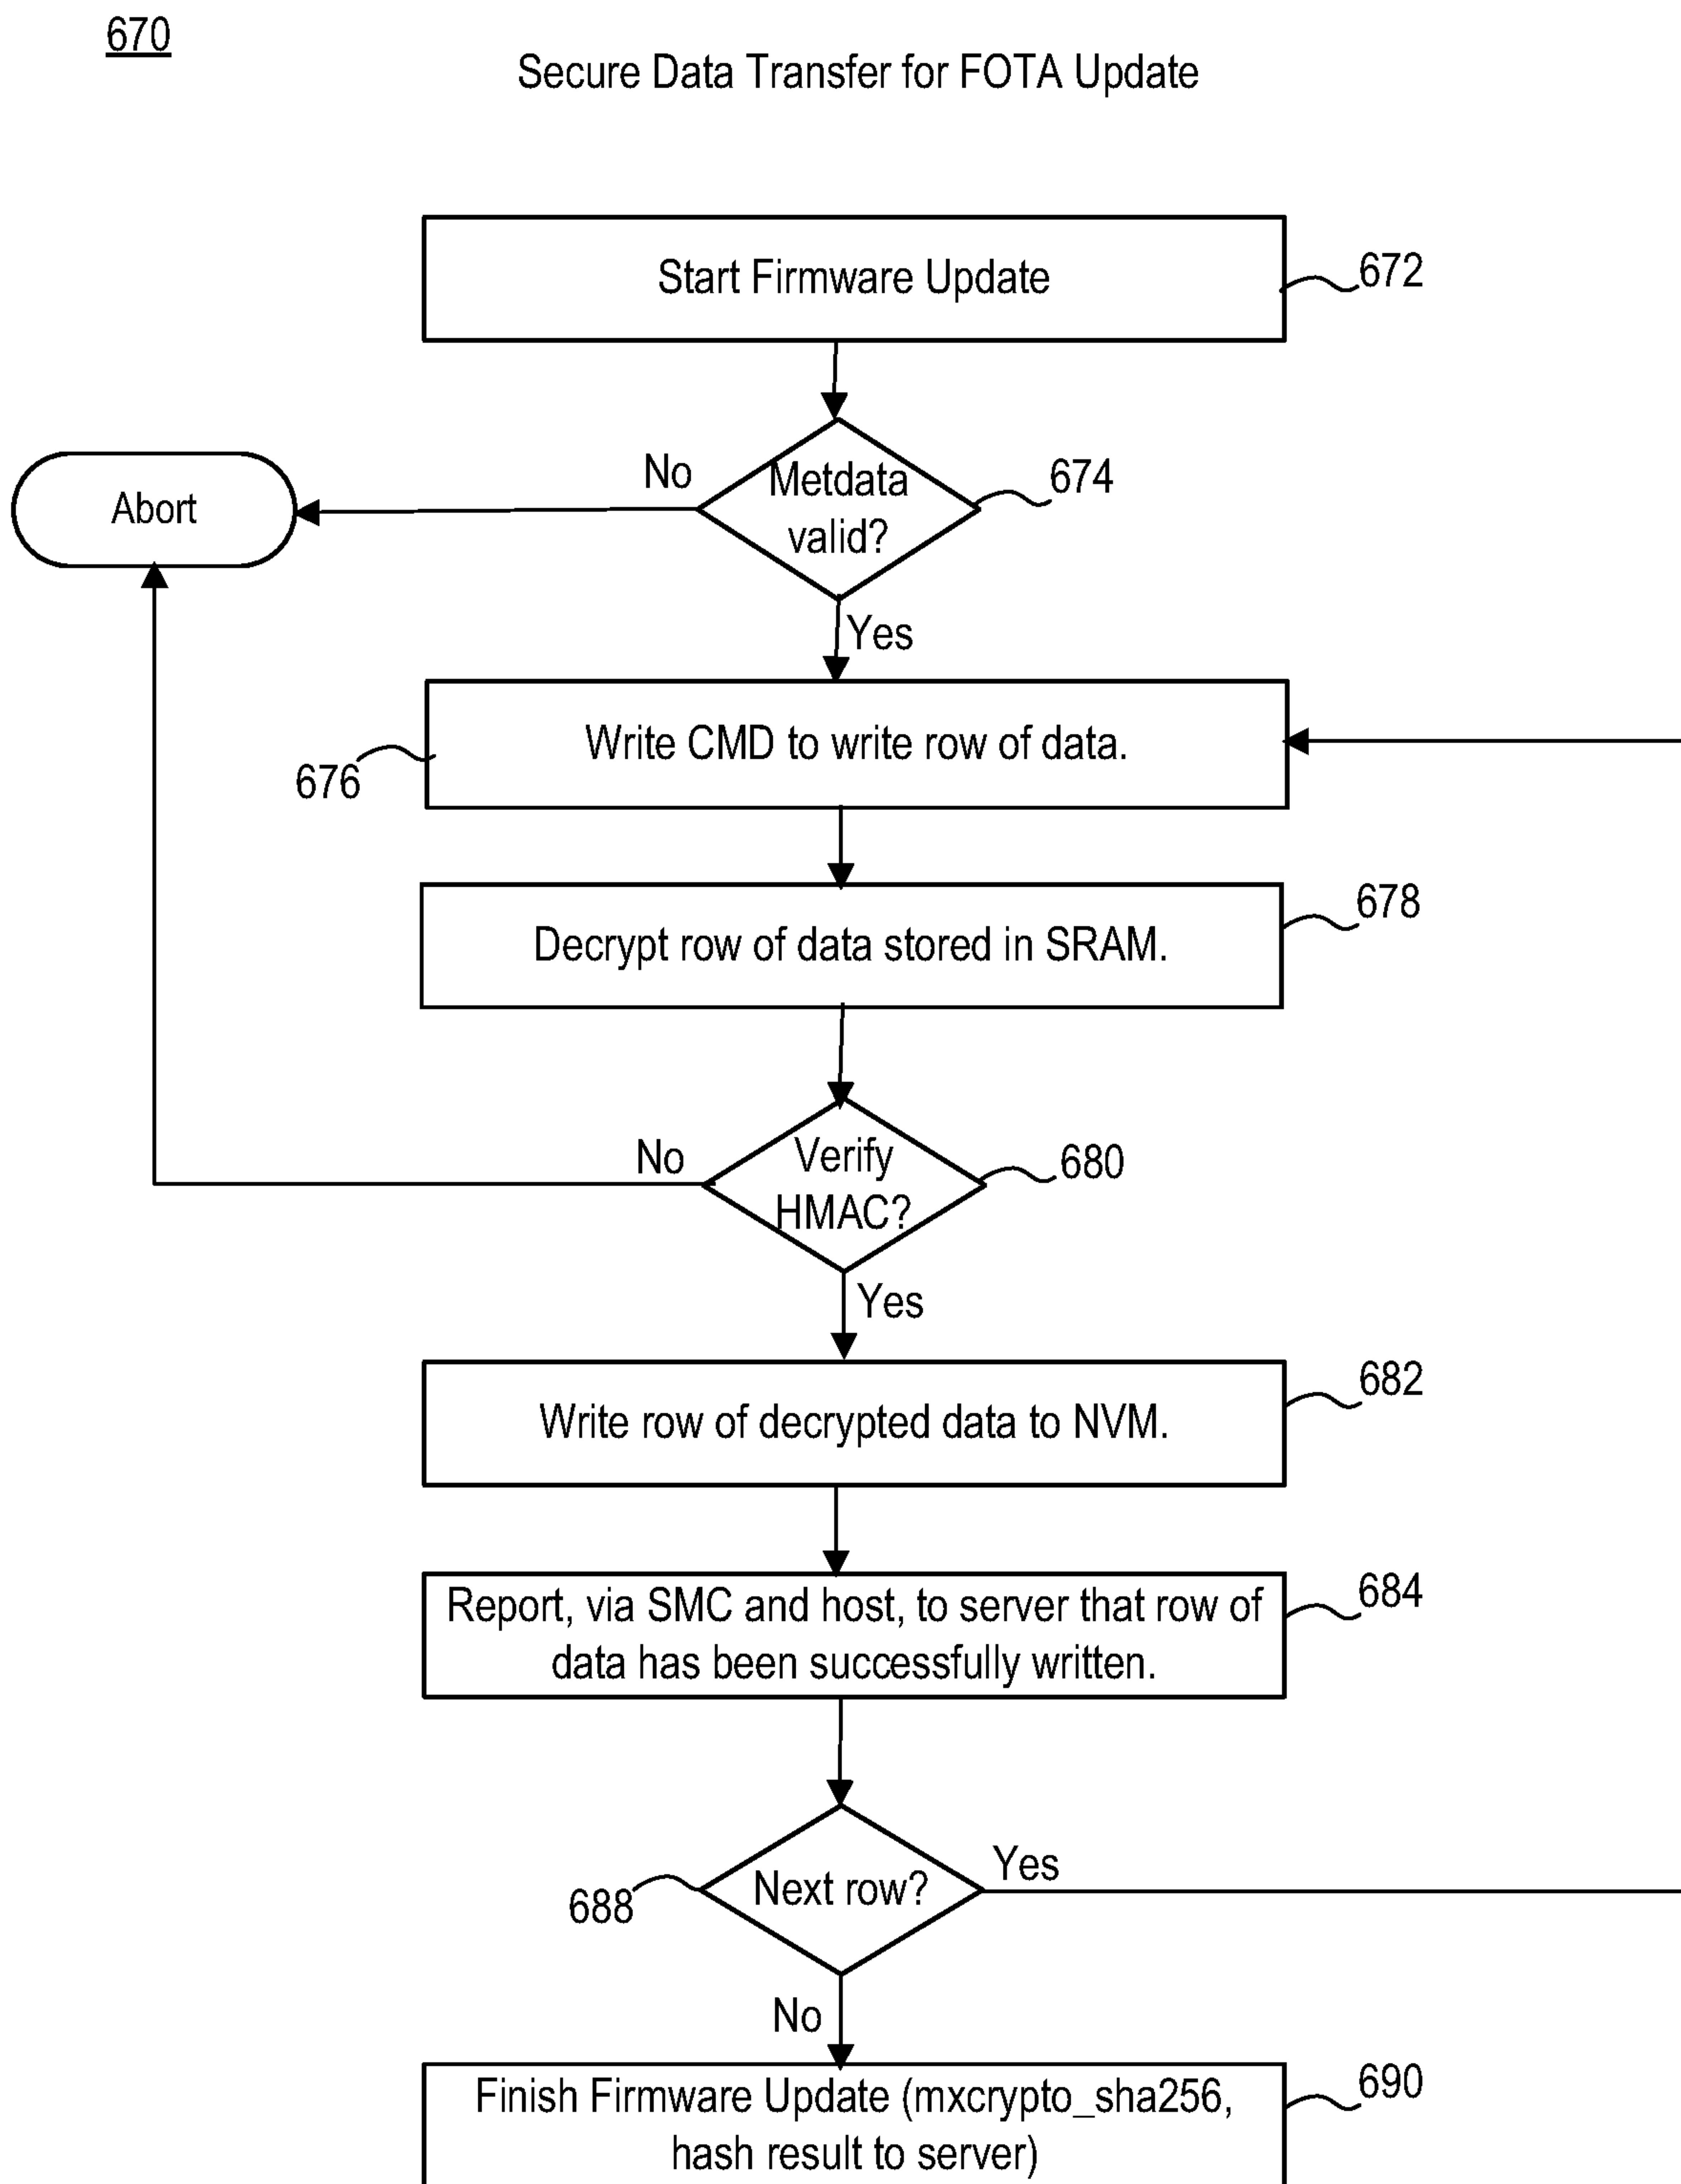 670
Secure Data Transfer for FOTA Update
Start Firmware Update
672
No
Metdata
valid?
674
Abort
Yes
Write CMD to write row of data.
676
Decrypt row of data stored in SRAM.
678
No
Verify
HMAC?
680
Yes
Write row of decrypted data to NVM.
682
Report, via SMC and host, to server that row of
data has been successfully written.
684
Next row?
Yes
688
No
Finish Firmware Update (mxcrypto_sha256,
hash result to server)
690